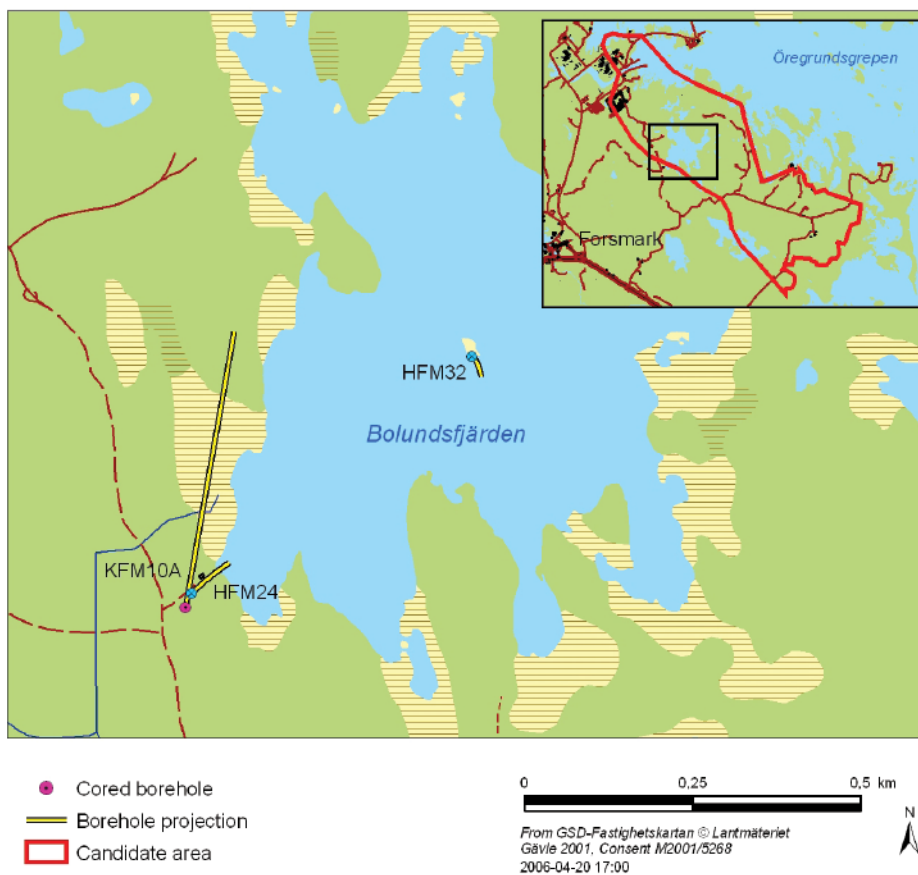 Öregrundsgrepen
Forsmark
HFM32
Bolundsfjärden
KFM10A
HFM24
Cored borehole
Borehole projection
Candidate area
0 0,25 0,5 km
From GSD-Fastighetskartan © Lantmäteriet
Gävle 2001, Consent M2001/5268
2006-04-20 17:00
N